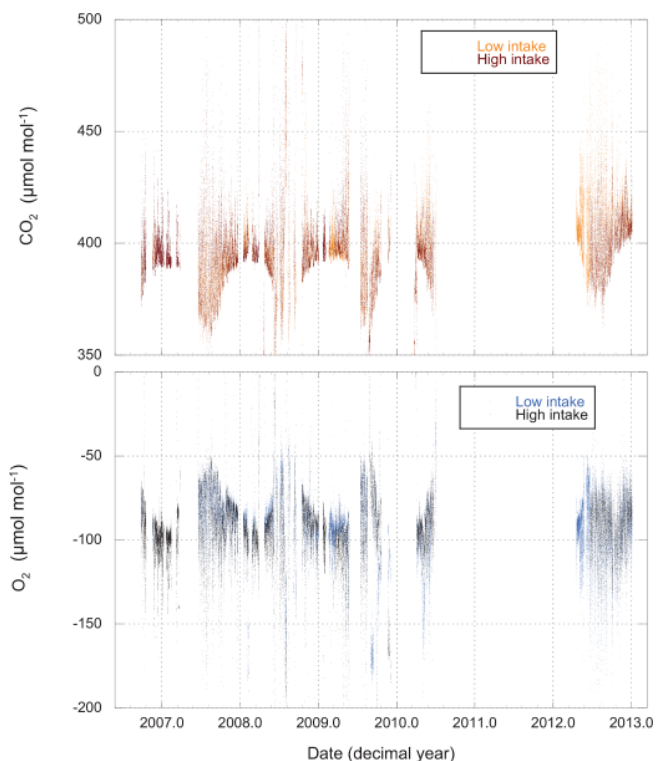 500
Low intake
High intake
450
CO₂ (μmol mol⁻¹)
400
350
0
Low intake
High intake
-50
O₂ (μmol mol⁻¹)
-100
-150
-200
2007.0 2008.0 2009.0 2010.0 2011.0 2012.0 2013.0
Date (decimal year)